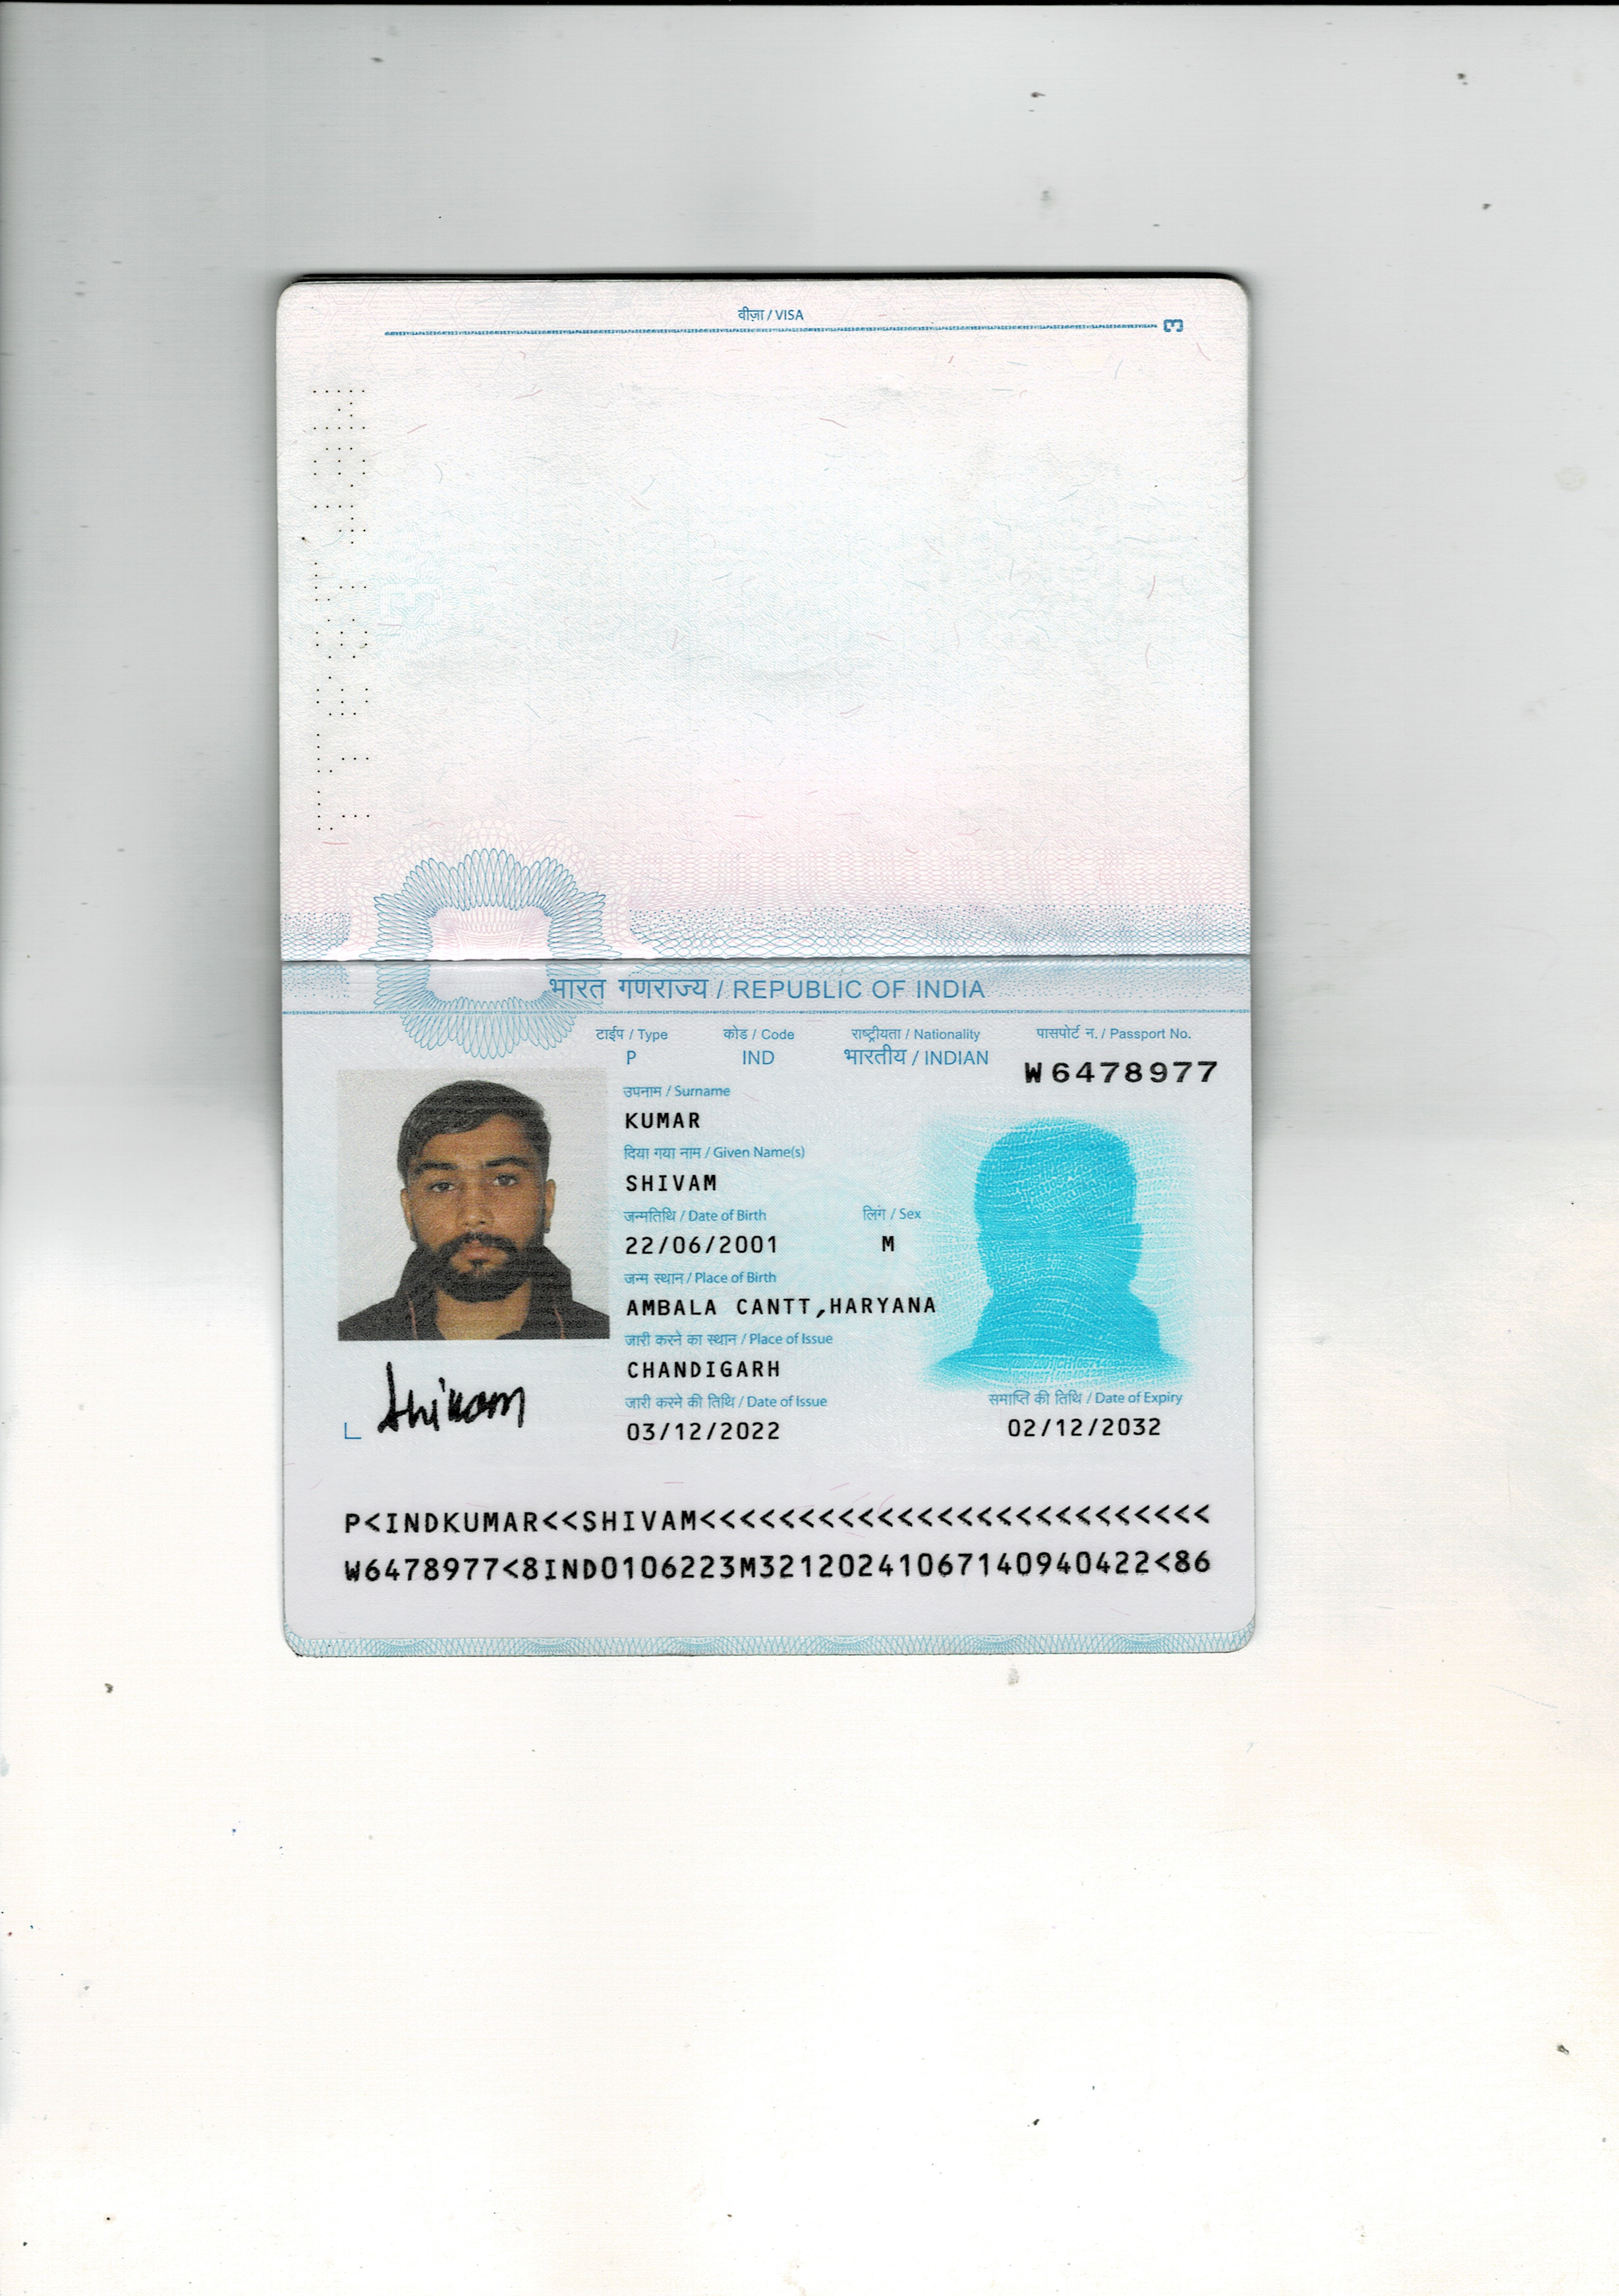 वीज़ा / VISA
3
भारत गणराज्य / REPUBLIC OF INDIA
टाईप / Type कोड / Code राष्ट्रीयता / Nationality पासपोर्ट न. / Passport No.
P IND भारतीय / INDIAN W6478977
उपनाम / Surname
KUMAR
दिया गया नाम / Given Name(s)
SHIVAM
जन्मतिथि / Date of Birth लिंग / Sex
22/06/2001 M
जन्म स्थान / Place of Birth
AMBALA CANTT,HARYANA
जारी करने का स्थान / Place of Issue
CHANDIGARH
जारी करने की तिथि / Date of Issue समाप्ति की तिथि / Date of Expiry
03/12/2022 02/12/2032
Shivam
P<INDKUMAR<<SHIVAM<<<<<<<<<<<<<<<<<<<<<<<<<<
W6478977<8IND0106223M32120241067140940422<86